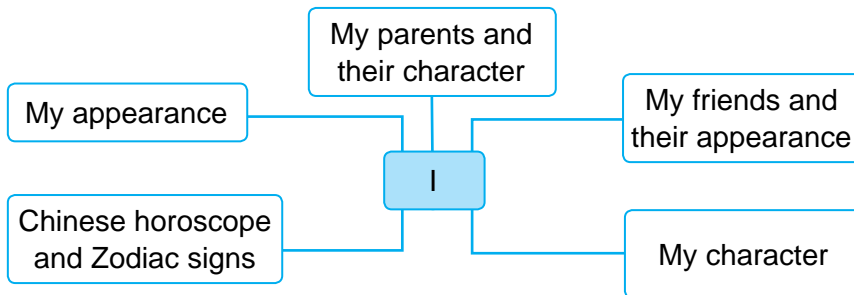 My parents and
their character
My appearance
My friends and
their appearance
I
Chinese horoscope
and Zodiac signs
My character